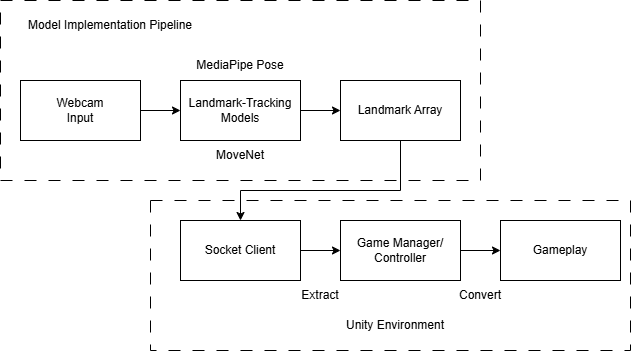 Model Implementation Pipeline
MediaPipe Pose
Webcam
Input
Landmark-Tracking
Models
Landmark Array
MoveNet
Socket Client
Game Manager/
Controller
Gameplay
Extract
Convert
Unity Environment